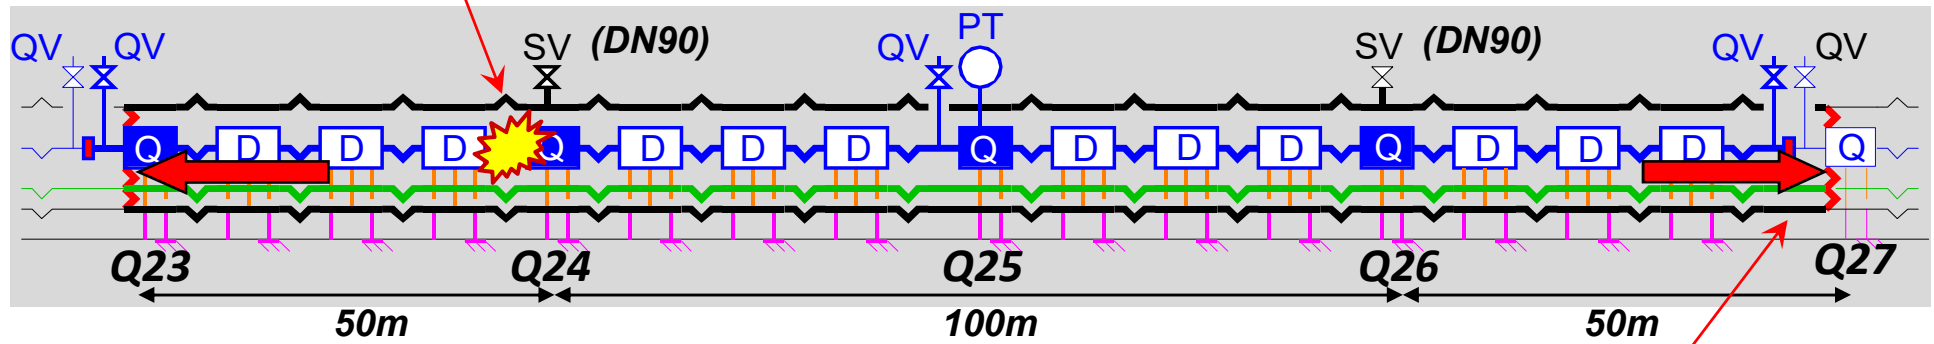 QV QV SV (DN90) QV PT SV (DN90) QV QV
Q D D D Q D D D Q D D D Q D D D Q
Q23 Q24 Q25 Q26 Q27
50m 100m 50m